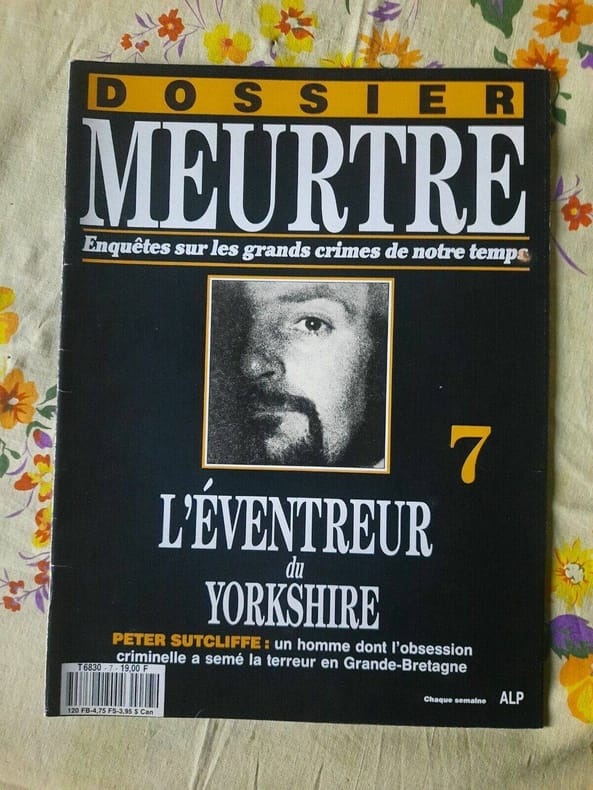 DOSSIER
MEURTRE
Enquêtes sur les grands crimes de notre temps
7
L'ÉVENTREUR
du
YORKSHIRE
PETER SUTCLIFFE : un homme dont l'obsession
criminelle a semé la terreur en Grande-Bretagne
T 6830 - 7 - 19,00 F
120 FB-4,75 FS-3,95 $ Can
Chaque semaine ALP